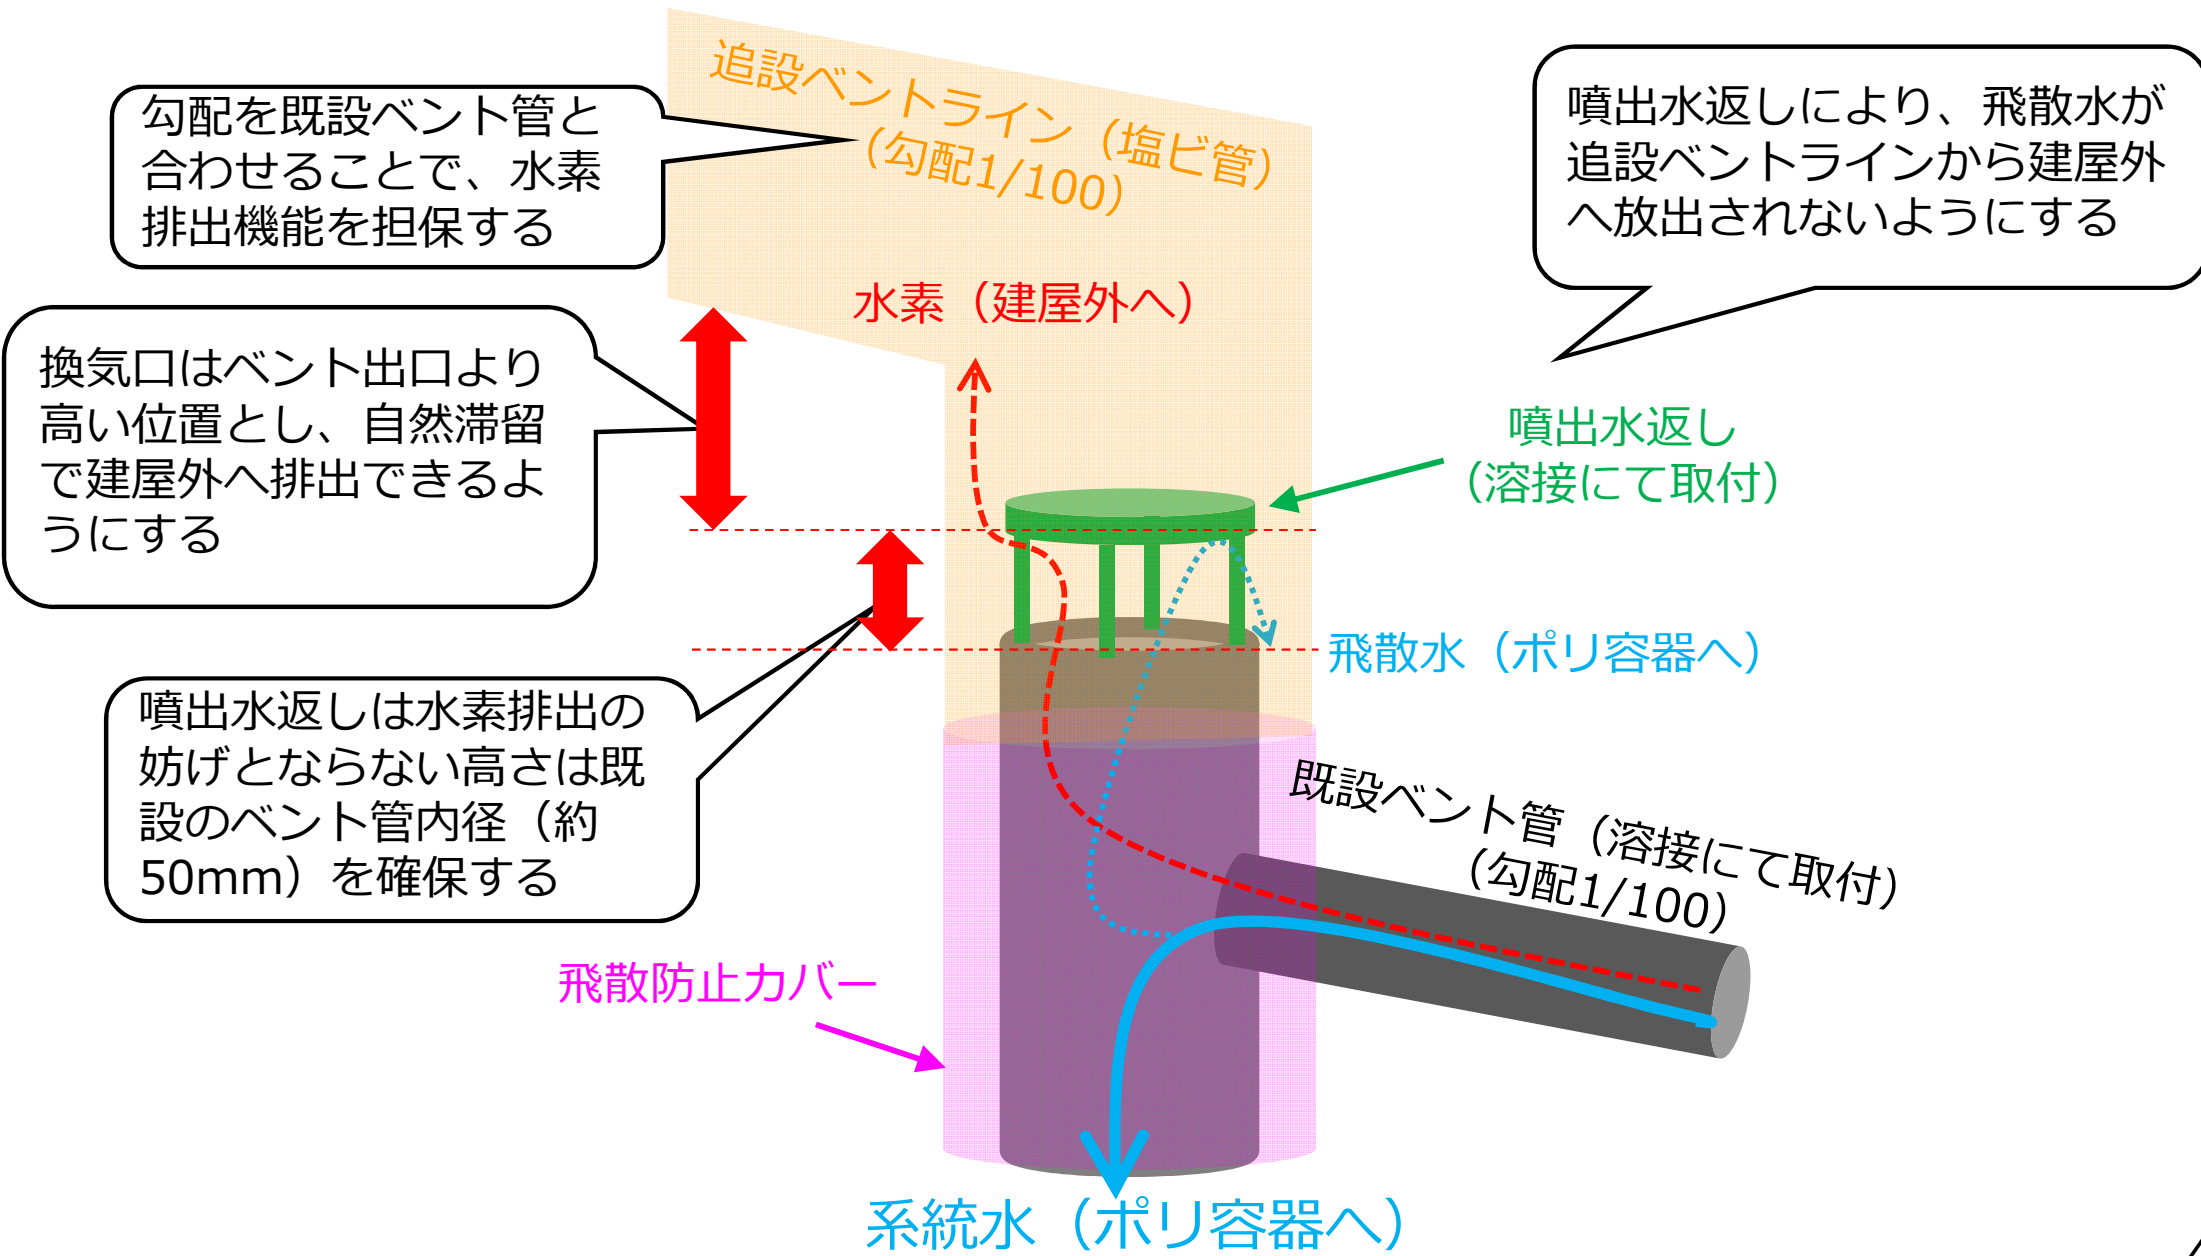 追設ベントライン（塩ビ管）
（勾配1/100）
勾配を既設ベント管と
合わせることで、水素
排出機能を担保する
噴出水返しにより、飛散水が
追設ベントラインから建屋外
へ放出されないようにする
水素（建屋外へ）
換気口はベント出口より
高い位置とし、自然滞留
で建屋外へ排出できるよ
うにする
噴出水返し
（溶接にて取付）
飛散水（ポリ容器へ）
噴出水返しは水素排出の
妨げとならない高さは既
設のベント管内径（約
50mm）を確保する
既設ベント管（溶接にて取付）
（勾配1/100）
飛散防止カバー
系統水（ポリ容器へ）